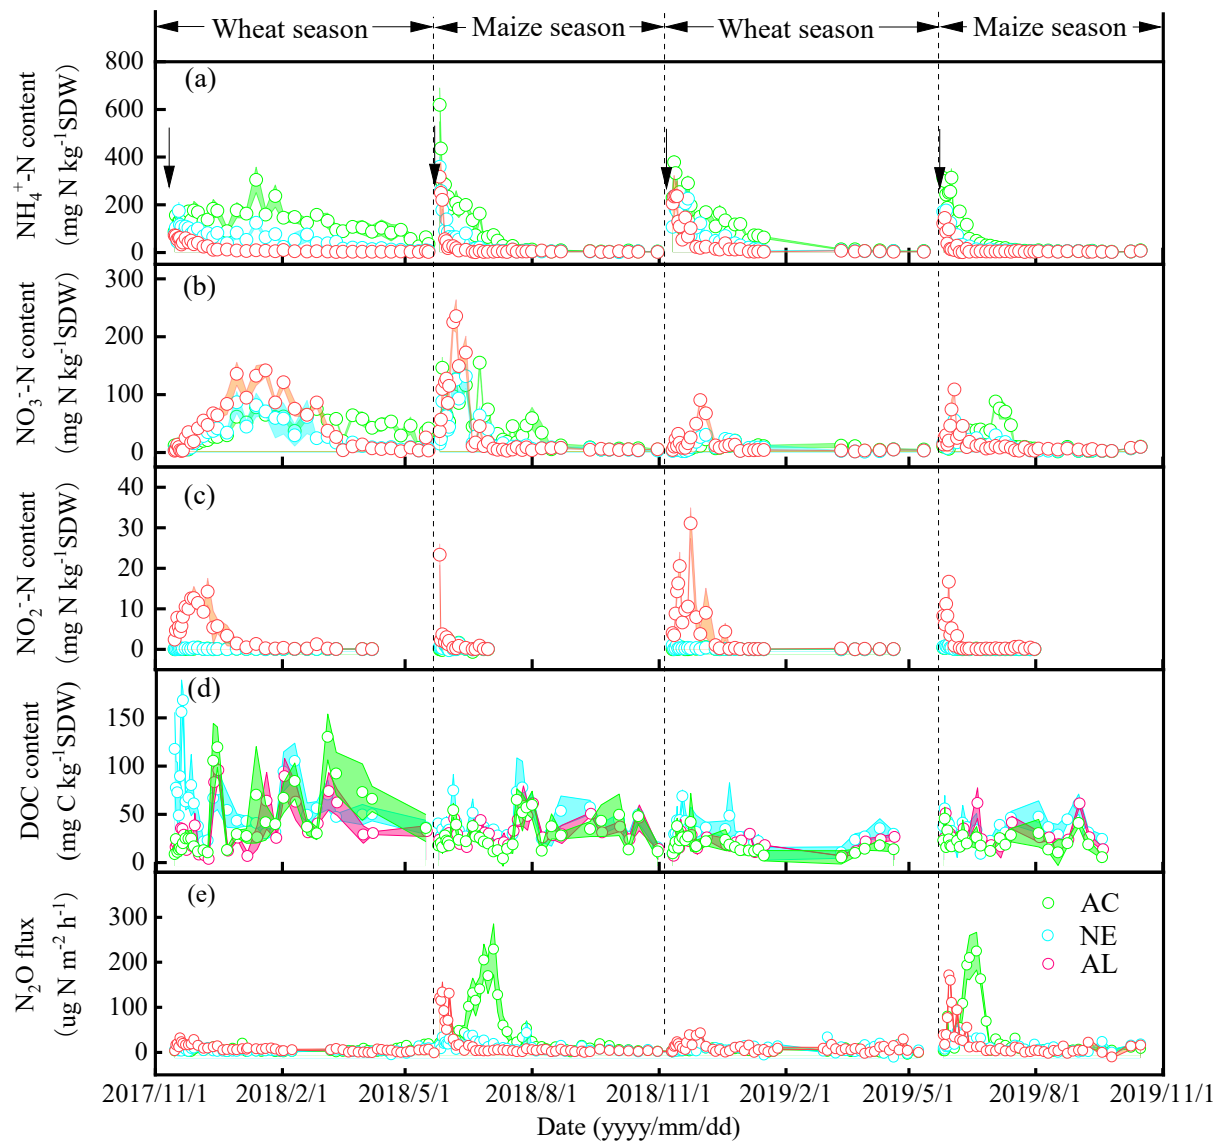 Wheat season Maize season Wheat season Maize season
(a)
NH₄⁺-N content
(mg N kg⁻¹SDW)
800
600
400
200
0
(b)
NO₃⁻-N content
(mg N kg⁻¹SDW)
300
200
100
0
(c)
NO₂⁻-N content
(mg N kg⁻¹SDW)
40
30
20
10
0
(d)
DOC content
(mg C kg⁻¹SDW)
150
100
50
0
(e)
N₂O flux
(ug N m⁻² h⁻¹)
300
200
100
0
AC
NE
AL
2017/11/1 2018/2/1 2018/5/1 2018/8/1 2018/11/1 2019/2/1 2019/5/1 2019/8/1 2019/11/1
Date (yyyy/mm/dd)